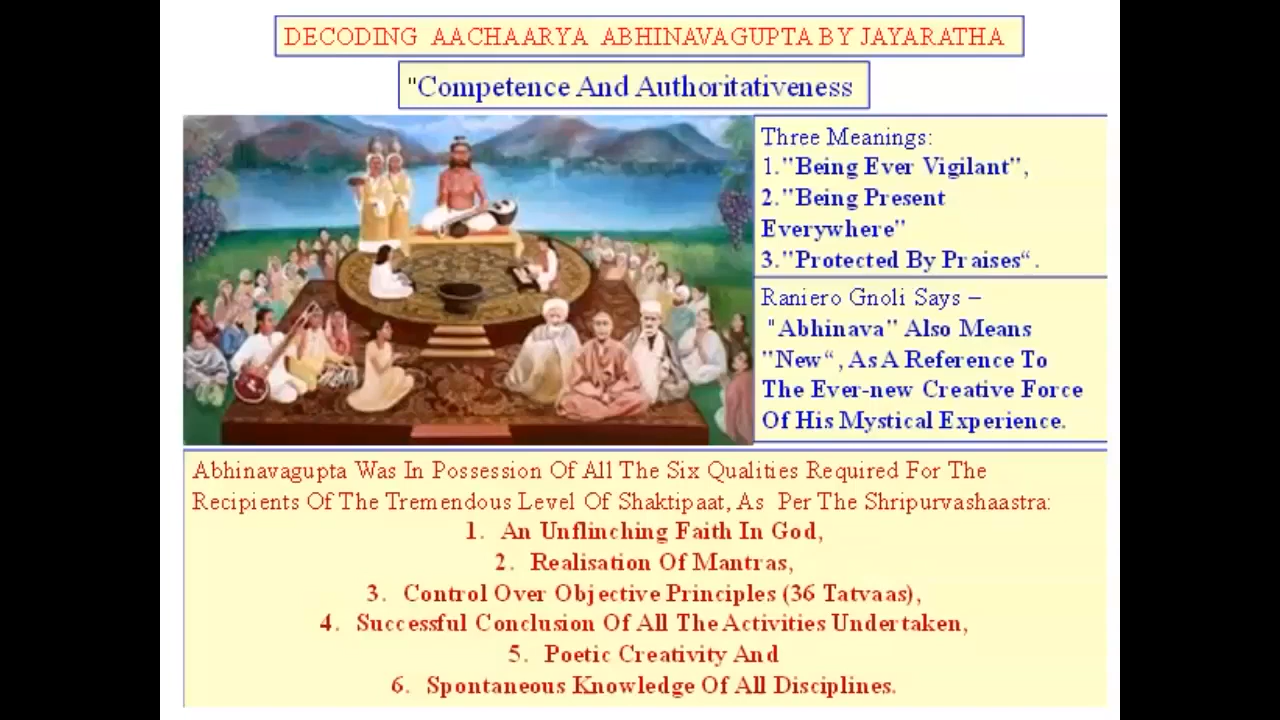 DECODING AACHAARYA ABHINAVAGUPTA BY JAYARATHA
"Competence And Authoritativeness
Three Meanings:
1."Being Ever Vigilant",
2."Being Present
Everywhere"
3."Protected By Praises“.
Raniero Gnoli Says –
"Abhinava" Also Means
"New“, As A Reference To
The Ever-new Creative Force
Of His Mystical Experience.
Abhinavagupta Was In Possession Of All The Six Qualities Required For The
Recipients Of The Tremendous Level Of Shaktipaat, As Per The Shripurvashaastra:
1. An Unflinching Faith In God,
2. Realisation Of Mantras,
3. Control Over Objective Principles (36 Tatvaas),
4. Successful Conclusion Of All The Activities Undertaken,
5. Poetic Creativity And
6. Spontaneous Knowledge Of All Disciplines.